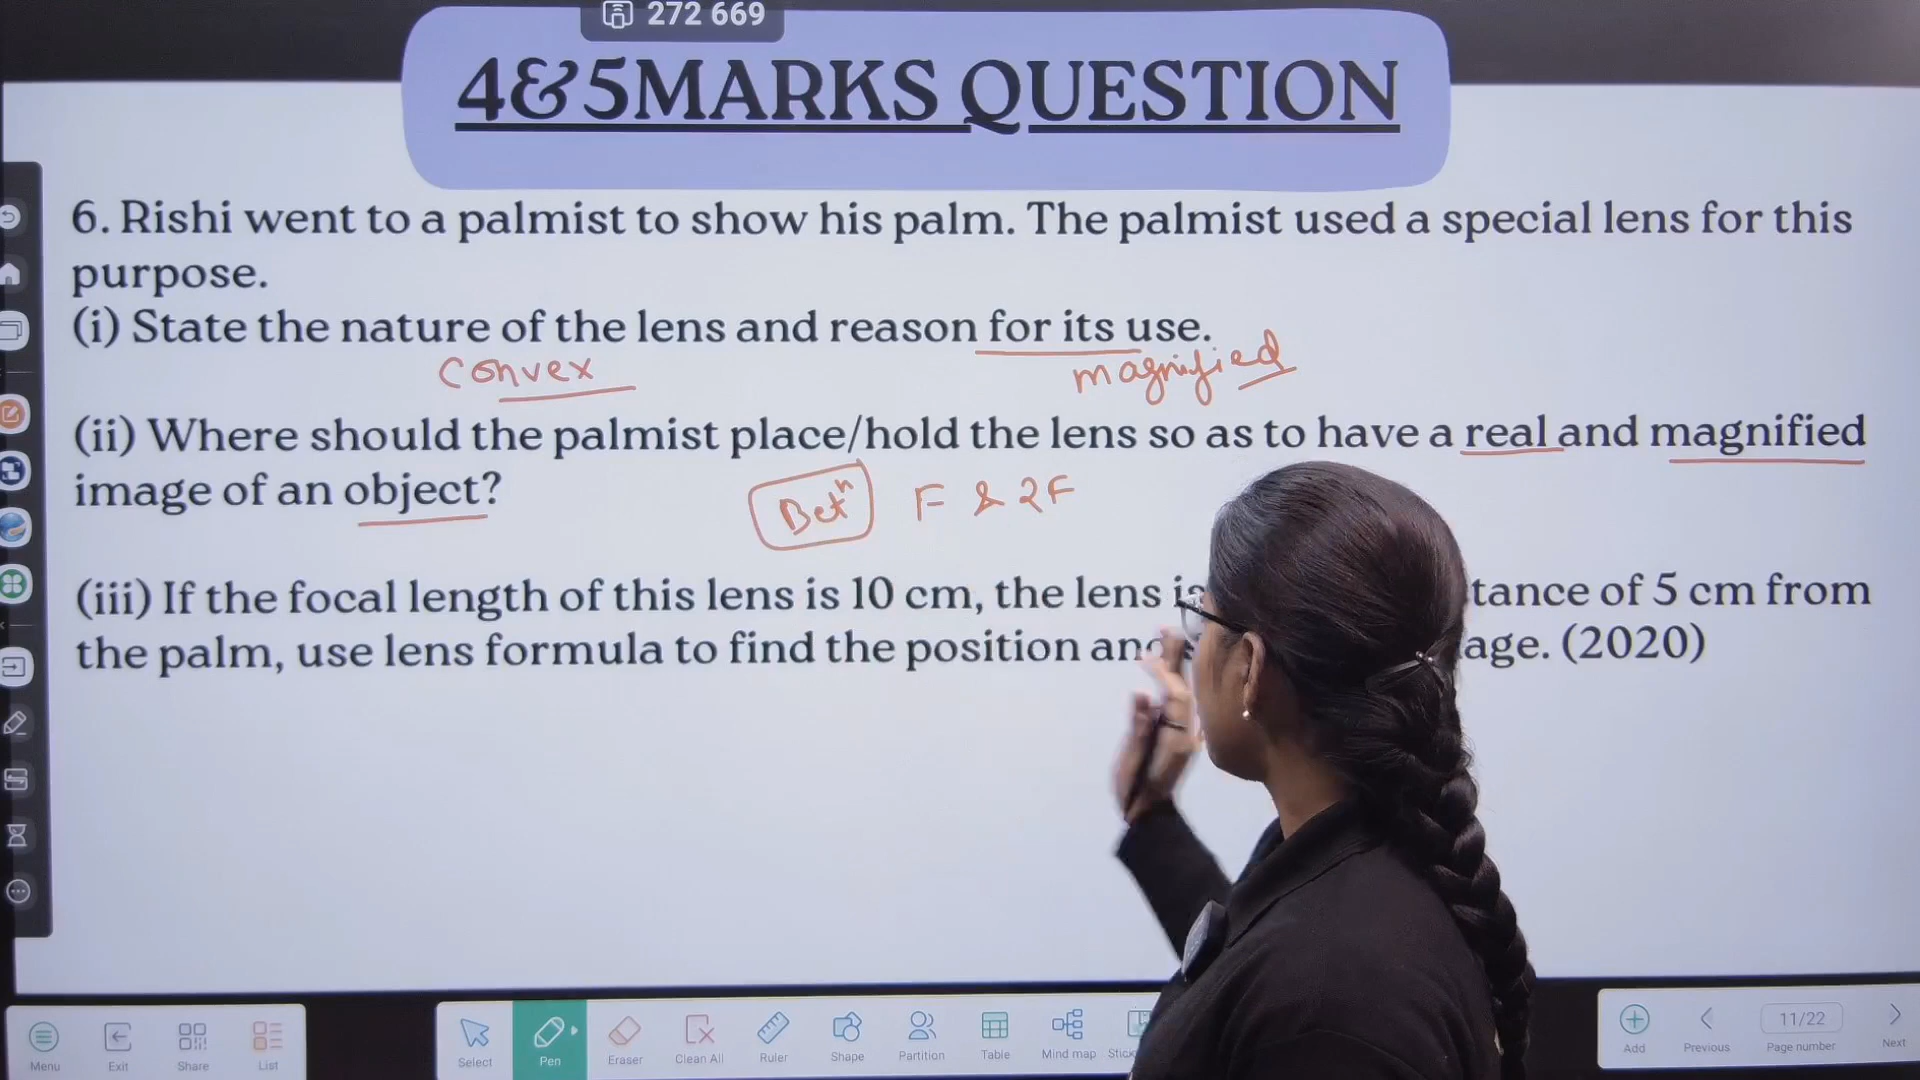 272 669
4&5MARKS QUESTION
6. Rishi went to a palmist to show his palm. The palmist used a special lens for this
purpose.
(i) State the nature of the lens and reason for its use.
convex magnified
(ii) Where should the palmist place/hold the lens so as to have a real and magnified
image of an object?
Betn F & 2F
(iii) If the focal length of this lens is 10 cm, the lens is tance of 5 cm from
the palm, use lens formula to find the position and age. (2020)
Menu Exit Share List Select Pen Eraser Clean All Ruler Shape Partition Table Mind map Stic Add Previous 11/22 Page number Next